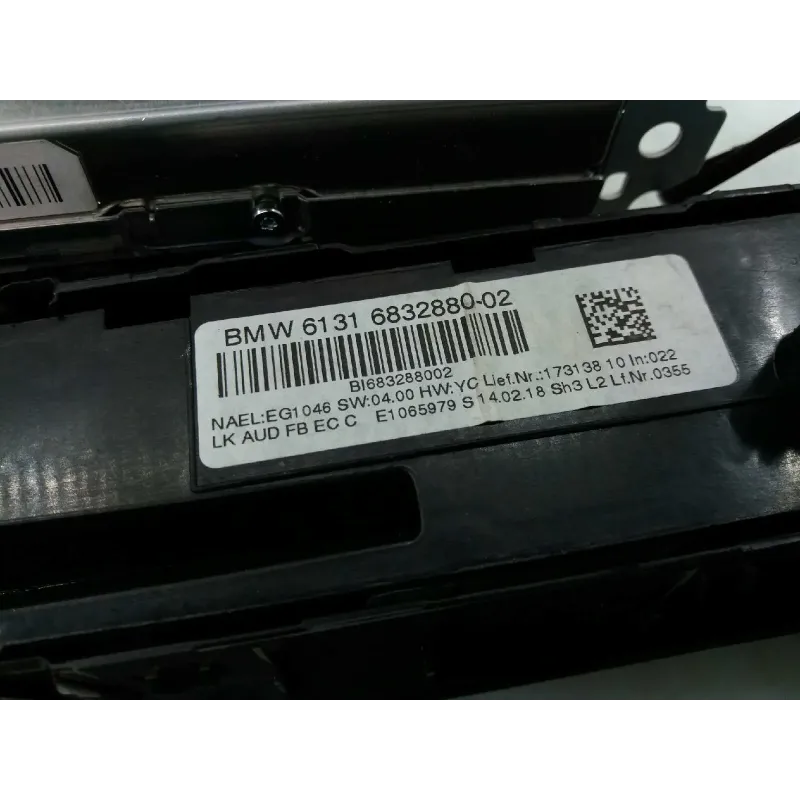 BMW 6131 6832880-02
BI683288002
NAEL:EG1046 SW:04.00 HW:YC Lief.Nr.:173138 10 In:022
LK AUD FB EC C E1065979 S 14.02.18 Sh3 L2 Lf.Nr.0355